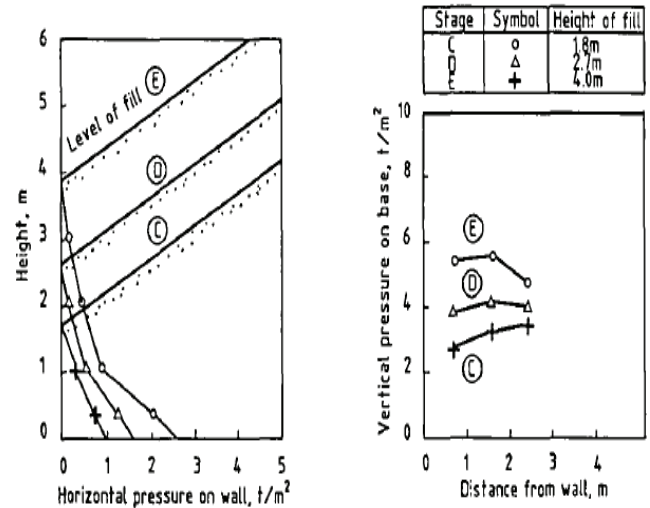 Stage Symbol Height of fill
C 1.8m
D 2.7m
E 4.0m
6
5
4
3
2
1
0
Height, m
Level of fill
E
D
C
0 1 2 3 4 5
Horizontal pressure on wall, t/m²
10
8
6
4
2
0
Vertical pressure on base, t/m²
E
D
C
0 1 2 3 4
Distance from wall, m